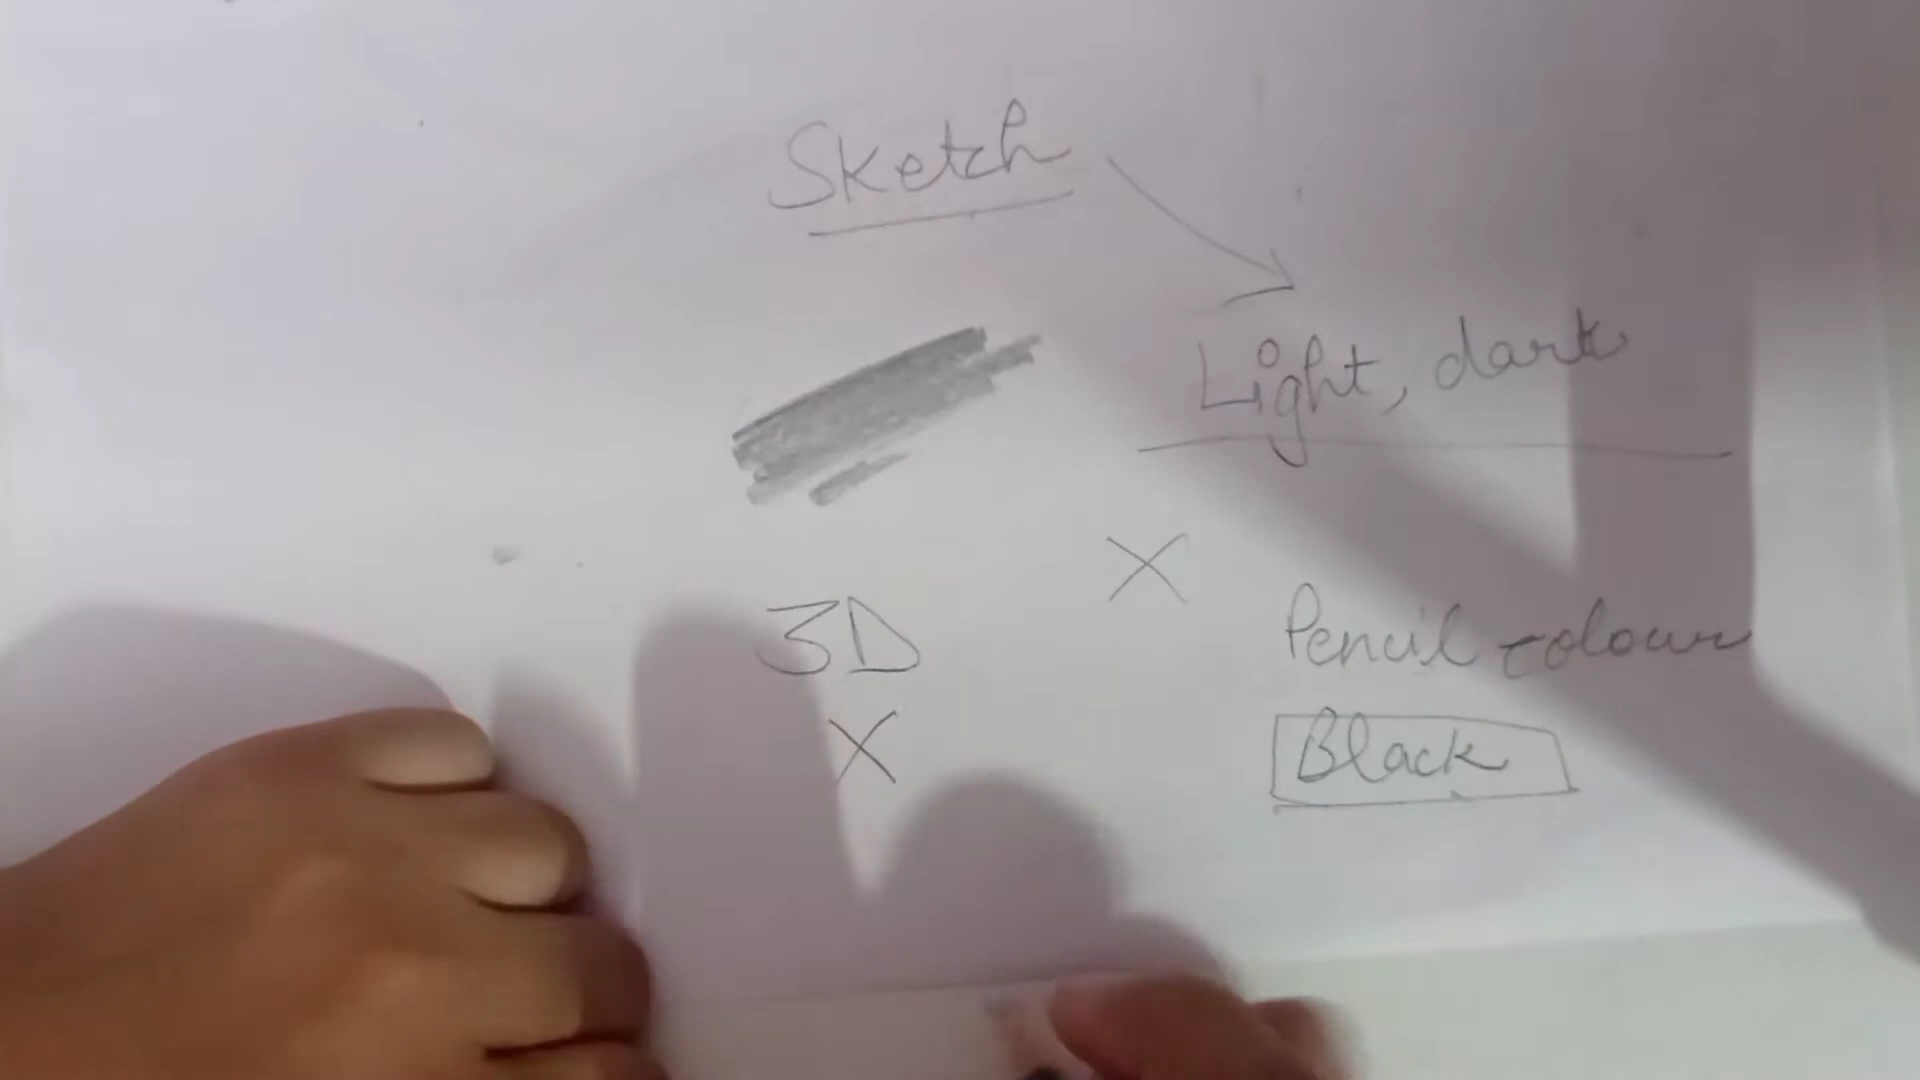 Sketch
Light, dark
X
3D
Pencil colour
X
Black